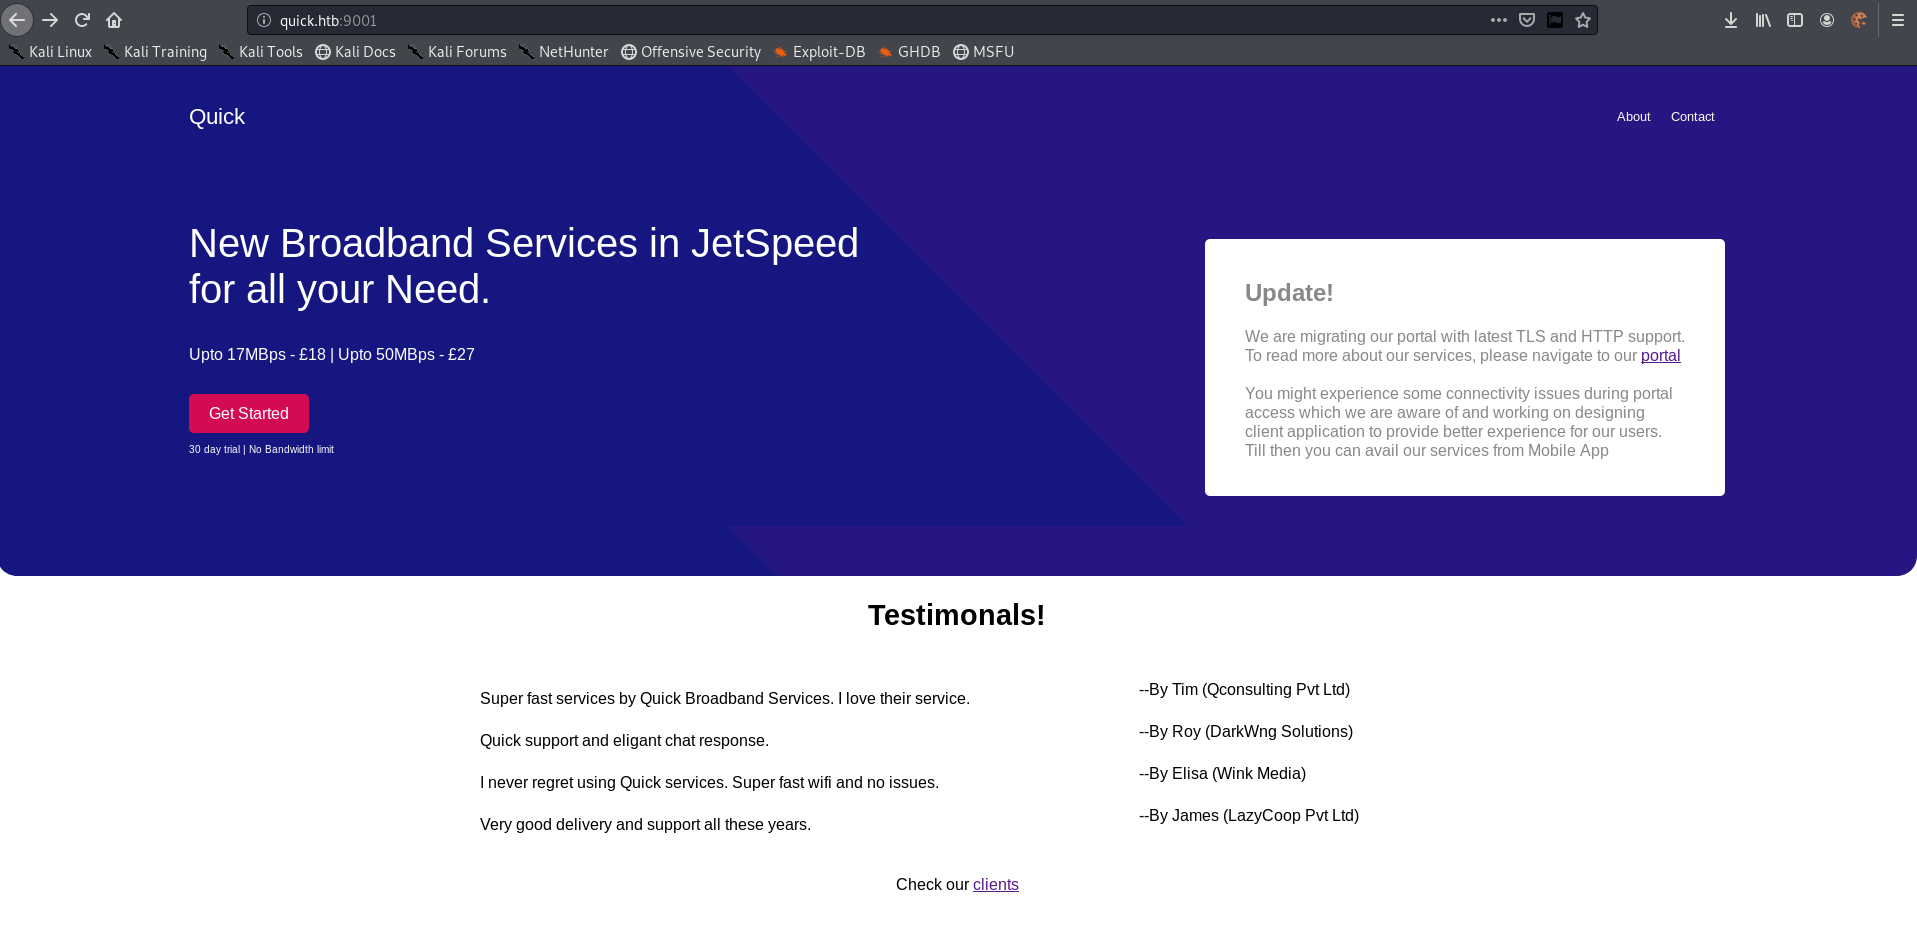 quick.htb:9001
Kali Linux Kali Training Kali Tools Kali Docs Kali Forums NetHunter Offensive Security Exploit-DB GHDB MSFU
Quick
About Contact
New Broadband Services in JetSpeed
for all your Need.
Upto 17MBps - £18 | Upto 50MBps - £27
Get Started
30 day trial | No Bandwidth limit
Update!
We are migrating our portal with latest TLS and HTTP support.
To read more about our services, please navigate to our portal
You might experience some connectivity issues during portal
access which we are aware of and working on designing
client application to provide better experience for our users.
Till then you can avail our services from Mobile App
Testimonals!
Super fast services by Quick Broadband Services. I love their service. --By Tim (Qconsulting Pvt Ltd)
Quick support and eligant chat response. --By Roy (DarkWng Solutions)
I never regret using Quick services. Super fast wifi and no issues. --By Elisa (Wink Media)
Very good delivery and support all these years. --By James (LazyCoop Pvt Ltd)
Check our clients